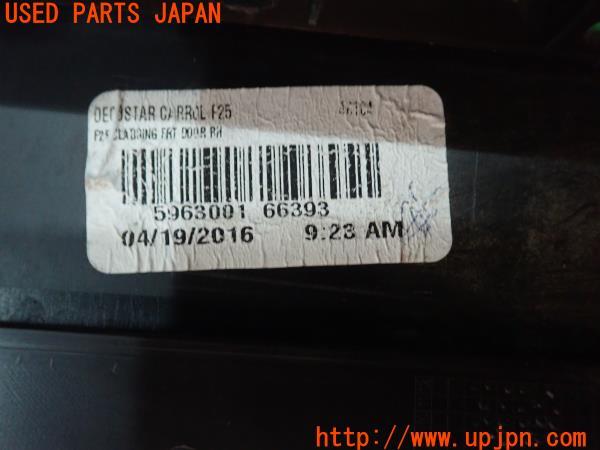 USED PARTS JAPAN
DECOSTAR CARROL F25
F25 CLADDING FRT DOOR RH
5963001 66393
04/19/2016 9:23 AM
UPJ
http://www.upjpn.com/